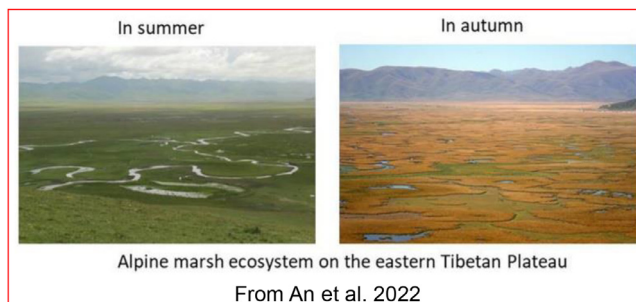 In summer
In autumn
Alpine marsh ecosystem on the eastern Tibetan Plateau
From An et al. 2022